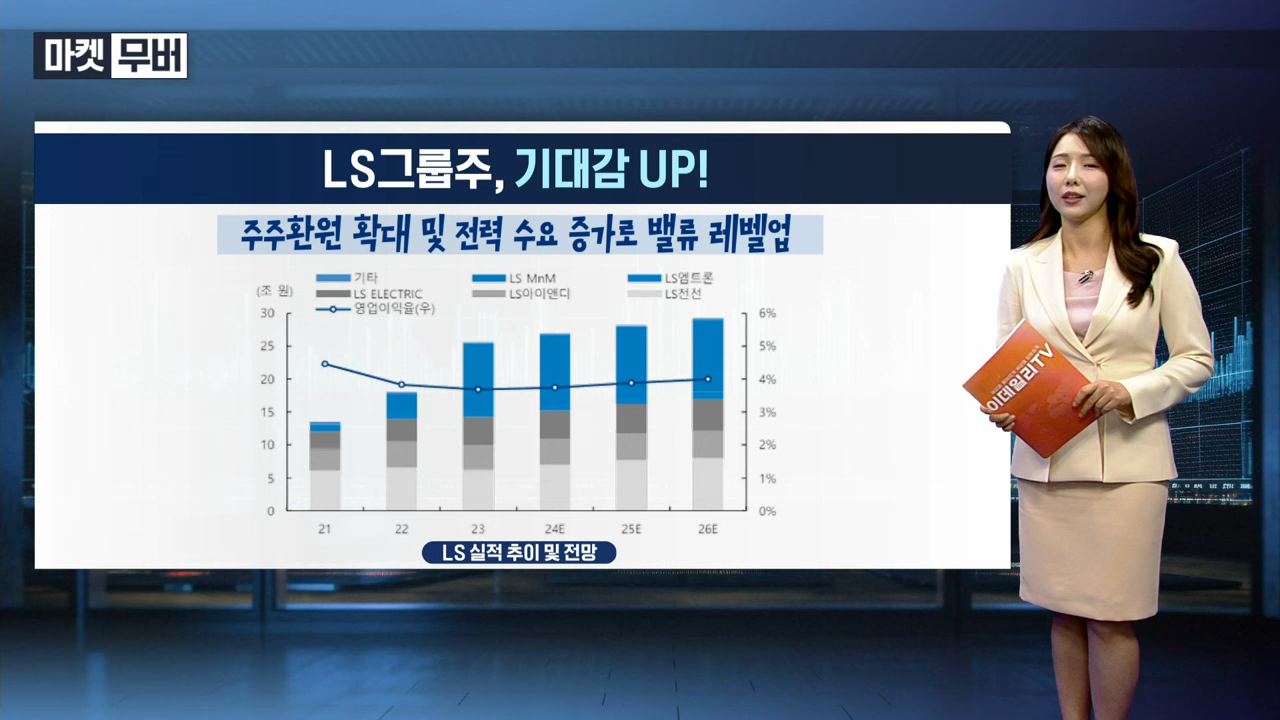 마켓 무버
LS그룹주, 기대감 UP!
주주환원 확대 및 전력 수요 증가로 밸류 레벨업
기타 LS MnM LS엠트론
(조 원) LS ELECTRIC LS아이앤디 LS전선
영업이익율(우)
30 6%
25 5%
20 4%
15 3%
10 2%
5 1%
0 0%
21 22 23 24E 25E 26E
LS 실적 추이 및 전망
이데일리TV